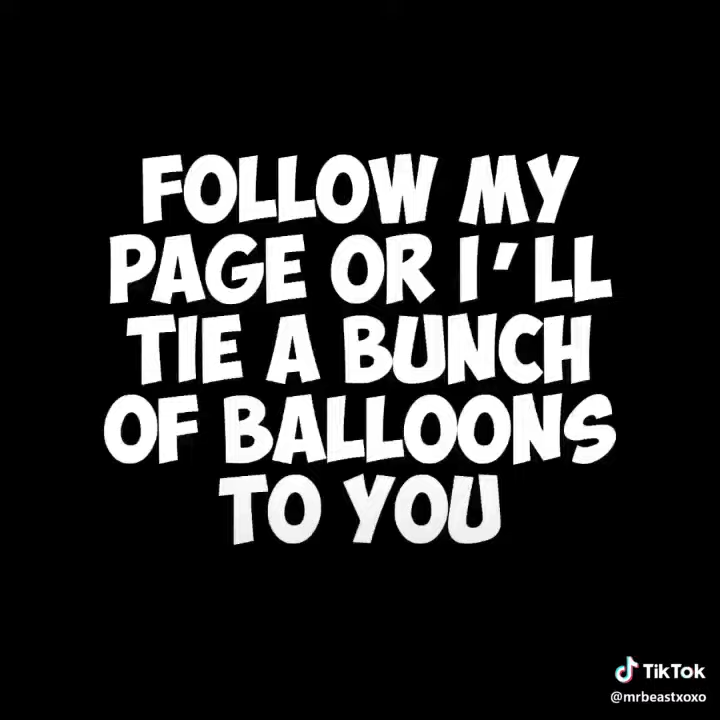 FOLLOW MY
PAGE OR I'LL
TIE A BUNCH
OF BALLOONS
TO YOU
TikTok
@mrbeastxoxo